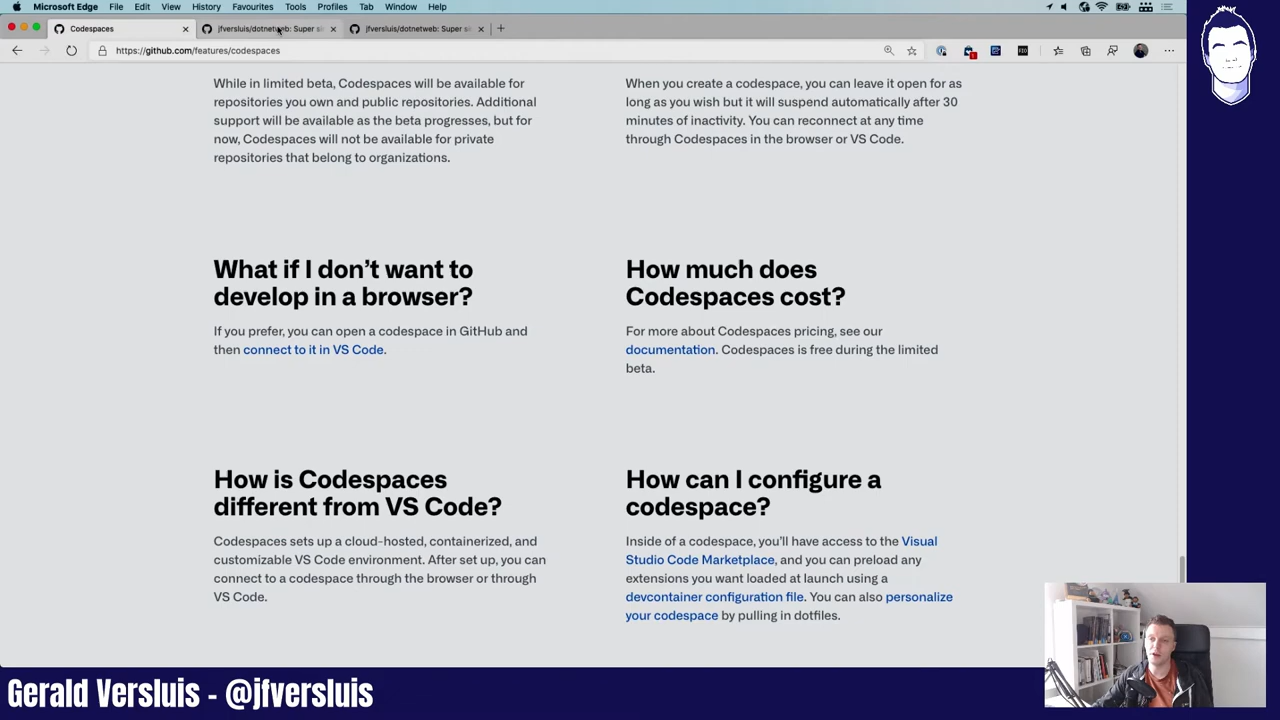 Microsoft Edge File Edit View History Favourites Tools Profiles Tab Window Help
Codespaces
jfversluis/dotnetweb: Super s
jfversluis/dotnetweb: Super s
https://github.com/features/codespaces
While in limited beta, Codespaces will be available for
repositories you own and public repositories. Additional
support will be available as the beta progresses, but for
now, Codespaces will not be available for private
repositories that belong to organizations.
When you create a codespace, you can leave it open for as
long as you wish but it will suspend automatically after 30
minutes of inactivity. You can reconnect at any time
through Codespaces in the browser or VS Code.
What if I don’t want to
develop in a browser?
If you prefer, you can open a codespace in GitHub and
then connect to it in VS Code.
How much does
Codespaces cost?
For more about Codespaces pricing, see our
documentation. Codespaces is free during the limited
beta.
How is Codespaces
different from VS Code?
Codespaces sets up a cloud-hosted, containerized, and
customizable VS Code environment. After set up, you can
connect to a codespace through the browser or through
VS Code.
How can I configure a
codespace?
Inside of a codespace, you’ll have access to the Visual
Studio Code Marketplace, and you can preload any
extensions you want loaded at launch using a
devcontainer configuration file. You can also personalize
your codespace by pulling in dotfiles.
Gerald Versluis - @jfversluis